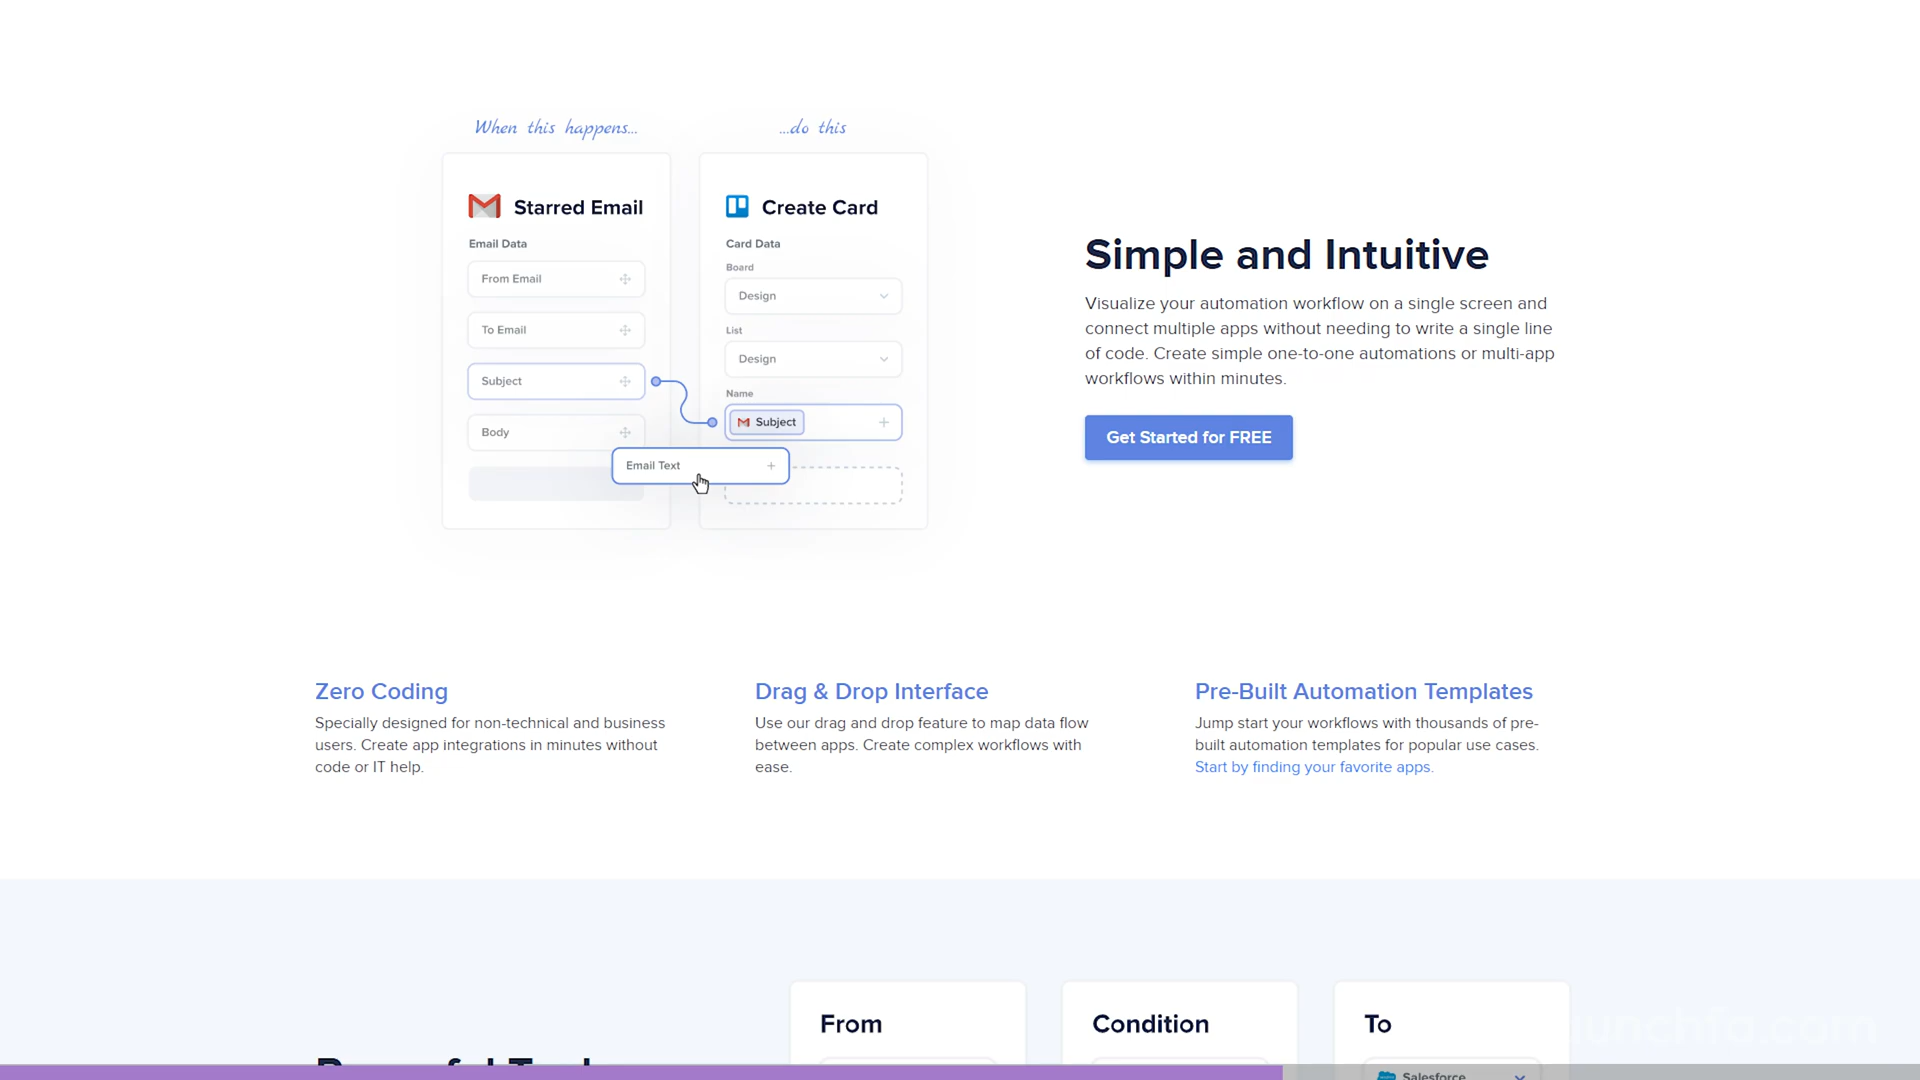 When this happens...
...do this
Starred Email
Create Card
Email Data
Card Data
From Email
Board
Design
To Email
List
Design
Subject
Name
Subject
Body
Email Text
Simple and Intuitive
Visualize your automation workflow on a single screen and
connect multiple apps without needing to write a single line
of code. Create simple one-to-one automations or multi-app
workflows within minutes.
Get Started for FREE
Zero Coding
Specially designed for non-technical and business
users. Create app integrations in minutes without
code or IT help.
Drag & Drop Interface
Use our drag and drop feature to map data flow
between apps. Create complex workflows with
ease.
Pre-Built Automation Templates
Jump start your workflows with thousands of pre-
built automation templates for popular use cases.
Start by finding your favorite apps.
From
Condition
To
Salesforce